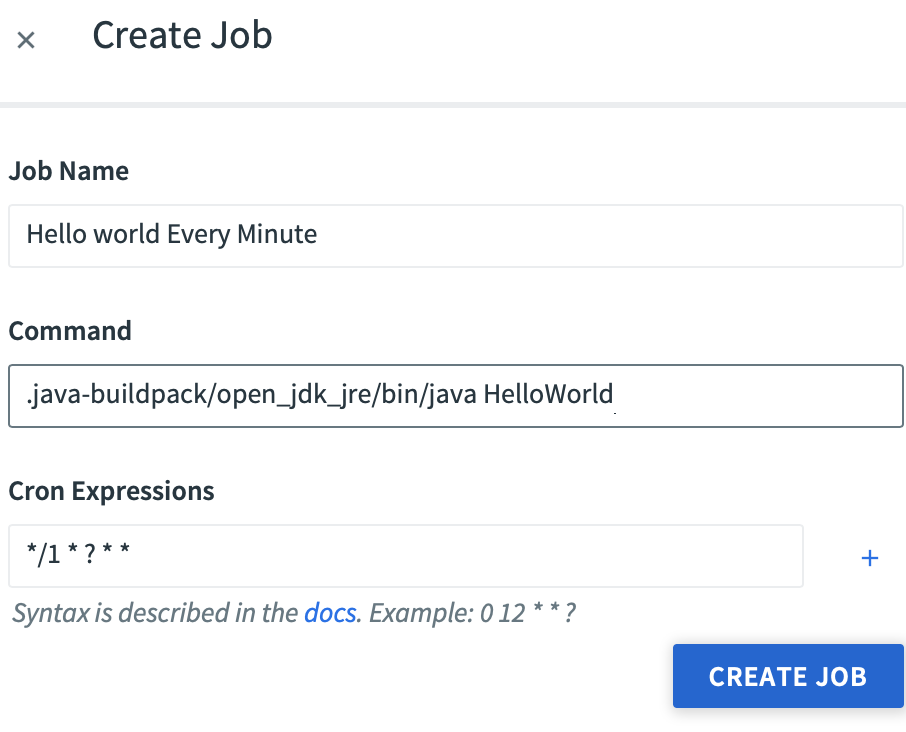 × Create Job
Job Name
Hello world Every Minute
Command
.java-buildpack/open_jdk_jre/bin/java HelloWorld
Cron Expressions
*/1 * ? * *
+
Syntax is described in the docs. Example: 0 12 * * ?
CREATE JOB